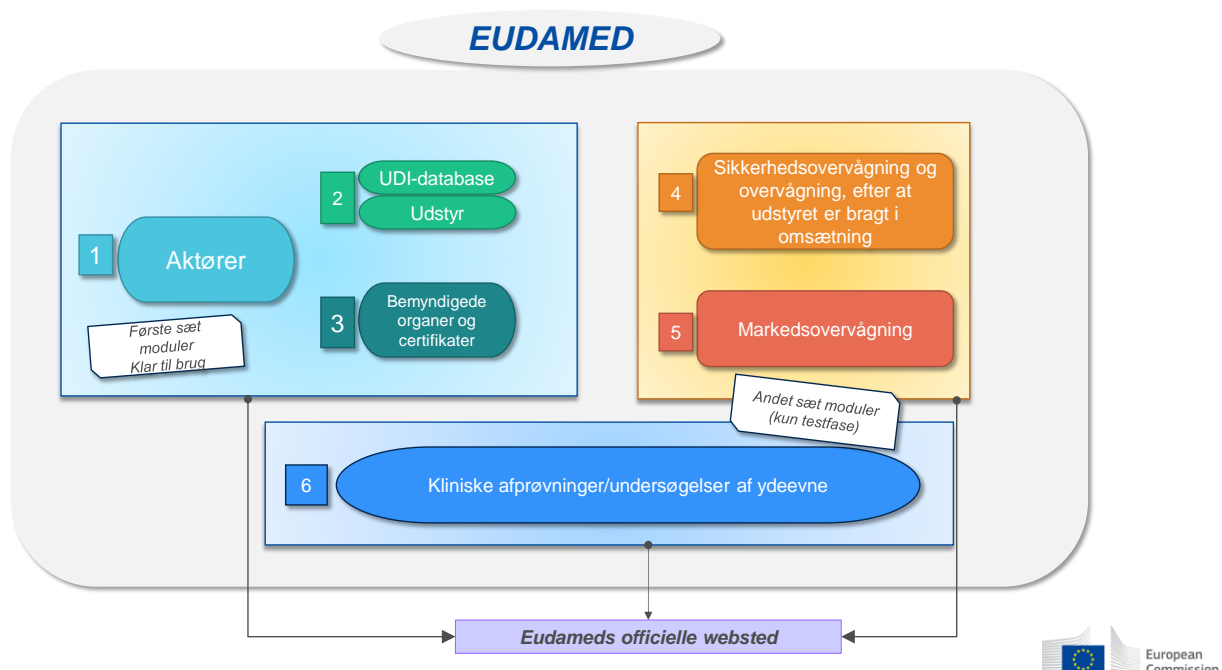 EUDAMED
1
Aktører
Første sæt
moduler
Klar til brug
2
UDI-database
Udstyr
3
Bemyndigede
organer og
certifikater
4
Sikkerhedsovervågning og
overvågning, efter at
udstyret er bragt i
omsætning
5
Markedsovervågning
Andet sæt moduler
(kun testfase)
6
Kliniske afprøvninger/undersøgelser af ydeevne
Eudameds officielle websted
European
Commission